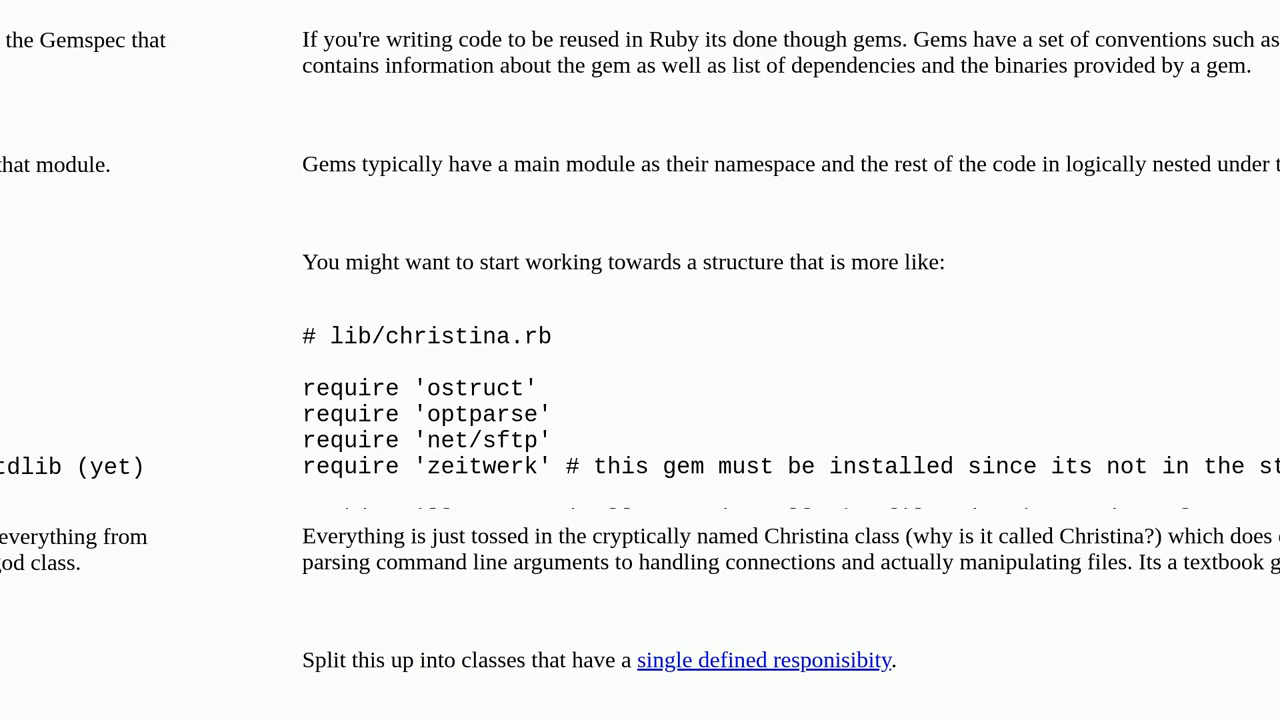 the Gemspec that
If you're writing code to be reused in Ruby its done though gems. Gems have a set of conventions such as
contains information about the gem as well as list of dependencies and the binaries provided by a gem.
that module.
Gems typically have a main module as their namespace and the rest of the code in logically nested under
You might want to start working towards a structure that is more like:
# lib/christina.rb
require 'ostruct'
require 'optparse'
require 'net/sftp'
tdlib (yet)
require 'zeitwerk' # this gem must be installed since its not in the st
everything from
Everything is just tossed in the cryptically named Christina class (why is it called Christina?) which does
od class.
parsing command line arguments to handling connections and actually manipulating files. Its a textbook g
Split this up into classes that have a single defined responisibity.